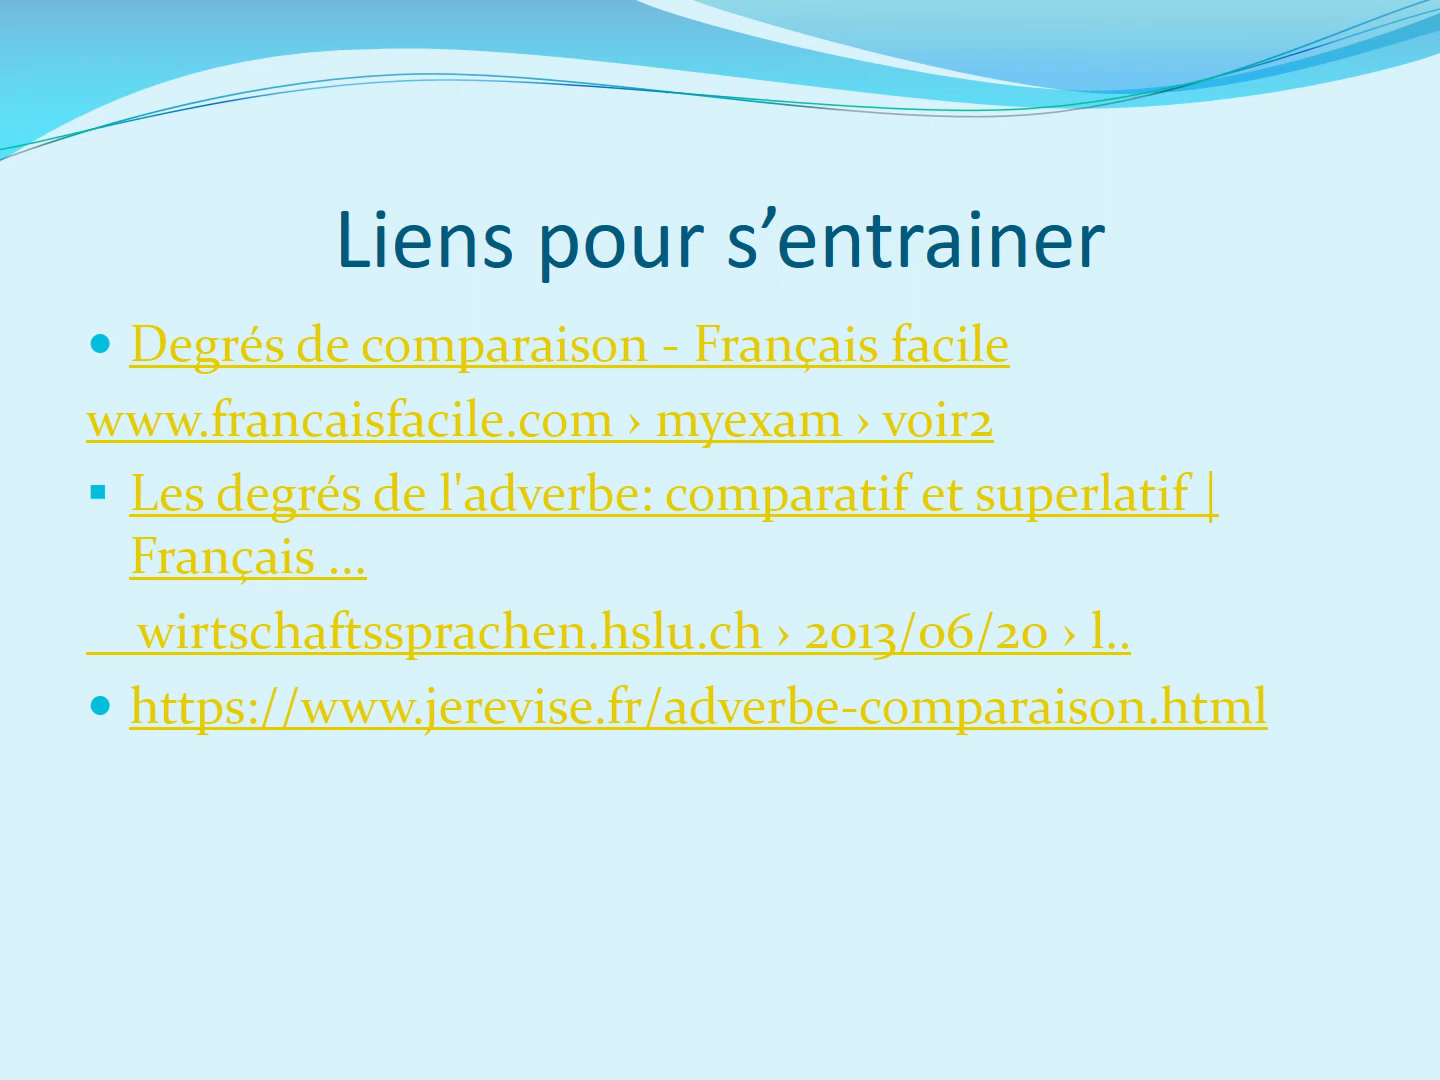 Liens pour s’entrainer
Degrés de comparaison - Français facile
www.francaisfacile.com › myexam › voir2
Les degrés de l'adverbe: comparatif et superlatif |
Français ...
wirtschaftssprachen.hslu.ch › 2013/06/20 › l..
https://www.jerevise.fr/adverbe-comparaison.html